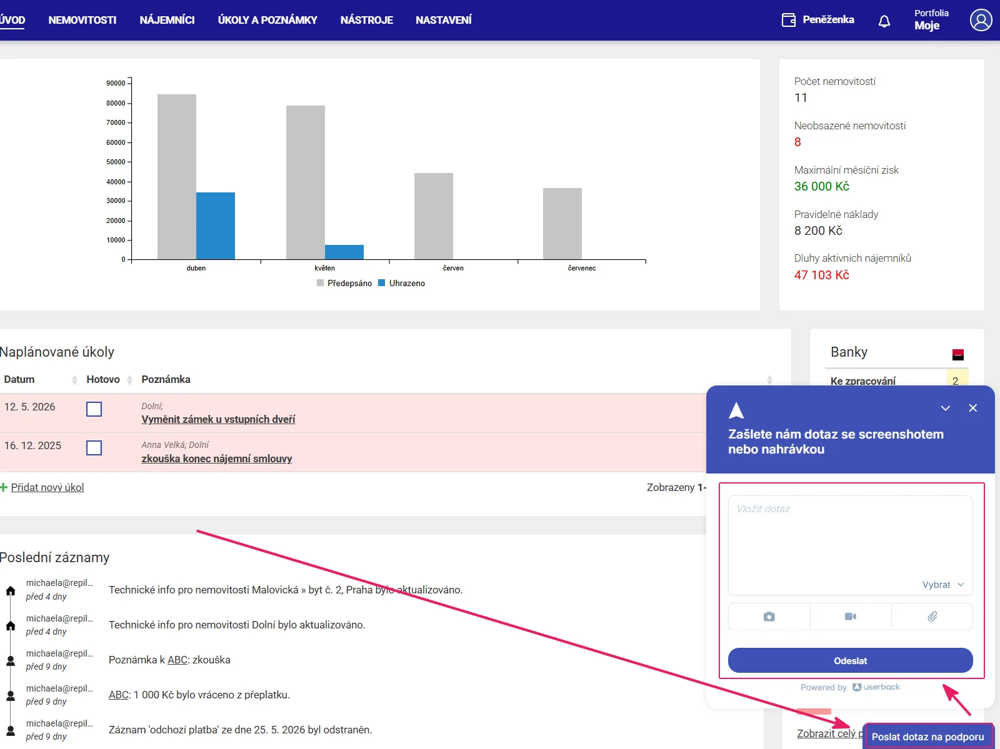 ÚVOD NEMOVITOSTI NÁJEMNÍCI ÚKOLY A POZNÁMKY NÁSTROJE NASTAVENÍ
Peněženka
Portfolia
Moje
90000
80000
70000
60000
50000
40000
30000
20000
10000
0
duben květen červen červenec
Předepsáno Uhrazeno
Počet nemovitostí
11
Neobsazené nemovitosti
8
Maximální měsíční zisk
36 000 Kč
Pravidelné náklady
8 200 Kč
Dluhy aktivních nájemníků
47 103 Kč
Naplánované úkoly
Datum Hotovo Poznámka
12. 5. 2026
Dolní;
Vyměnit zámek u vstupních dveří
16. 12. 2025
Anna Velká; Dolní
zkouška konec nájemní smlouvy
Přidat nový úkol
Zobrazeny 1-
Banky
Ke zpracování 2
Zašlete nám dotaz se screenshotem
nebo nahrávkou
Vložit dotaz
Vybrat
Odeslat
Powered by userback
Poslední záznamy
michaela@repil...
před 4 dny
Technické info pro nemovitosti Malovická » byt č. 2, Praha bylo aktualizováno.
michaela@repil...
před 4 dny
Technické info pro nemovitosti Dolní bylo aktualizováno.
michaela@repil...
před 9 dny
Poznámka k ABC: zkouška
michaela@repil...
před 9 dny
ABC: 1 000 Kč bylo vráceno z přeplatku.
michaela@repil...
před 9 dny
Záznam 'odchozí platba' ze dne 25. 5. 2026 byl odstraněn.
Zobrazit celý p
Poslat dotaz na podporu